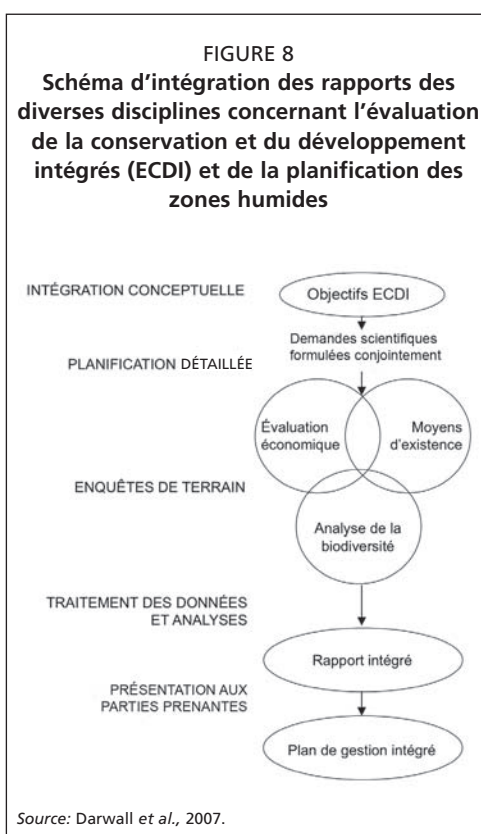 FIGURE 8
Schéma d'intégration des rapports des
diverses disciplines concernant l'évaluation
de la conservation et du développement
intégrés (ECDI) et de la planification des
zones humides
INTÉGRATION CONCEPTUELLE
Objectifs ECDI
Demandes scientifiques
formulées conjointement
PLANIFICATION DÉTAILLÉE
Évaluation
économique
Moyens
d'existence
ENQUÊTES DE TERRAIN
Analyse de la
biodiversité
TRAITEMENT DES DONNÉES
ET ANALYSES
Rapport intégré
PRÉSENTATION AUX
PARTIES PRENANTES
Plan de gestion intégré
Source: Darwall et al., 2007.